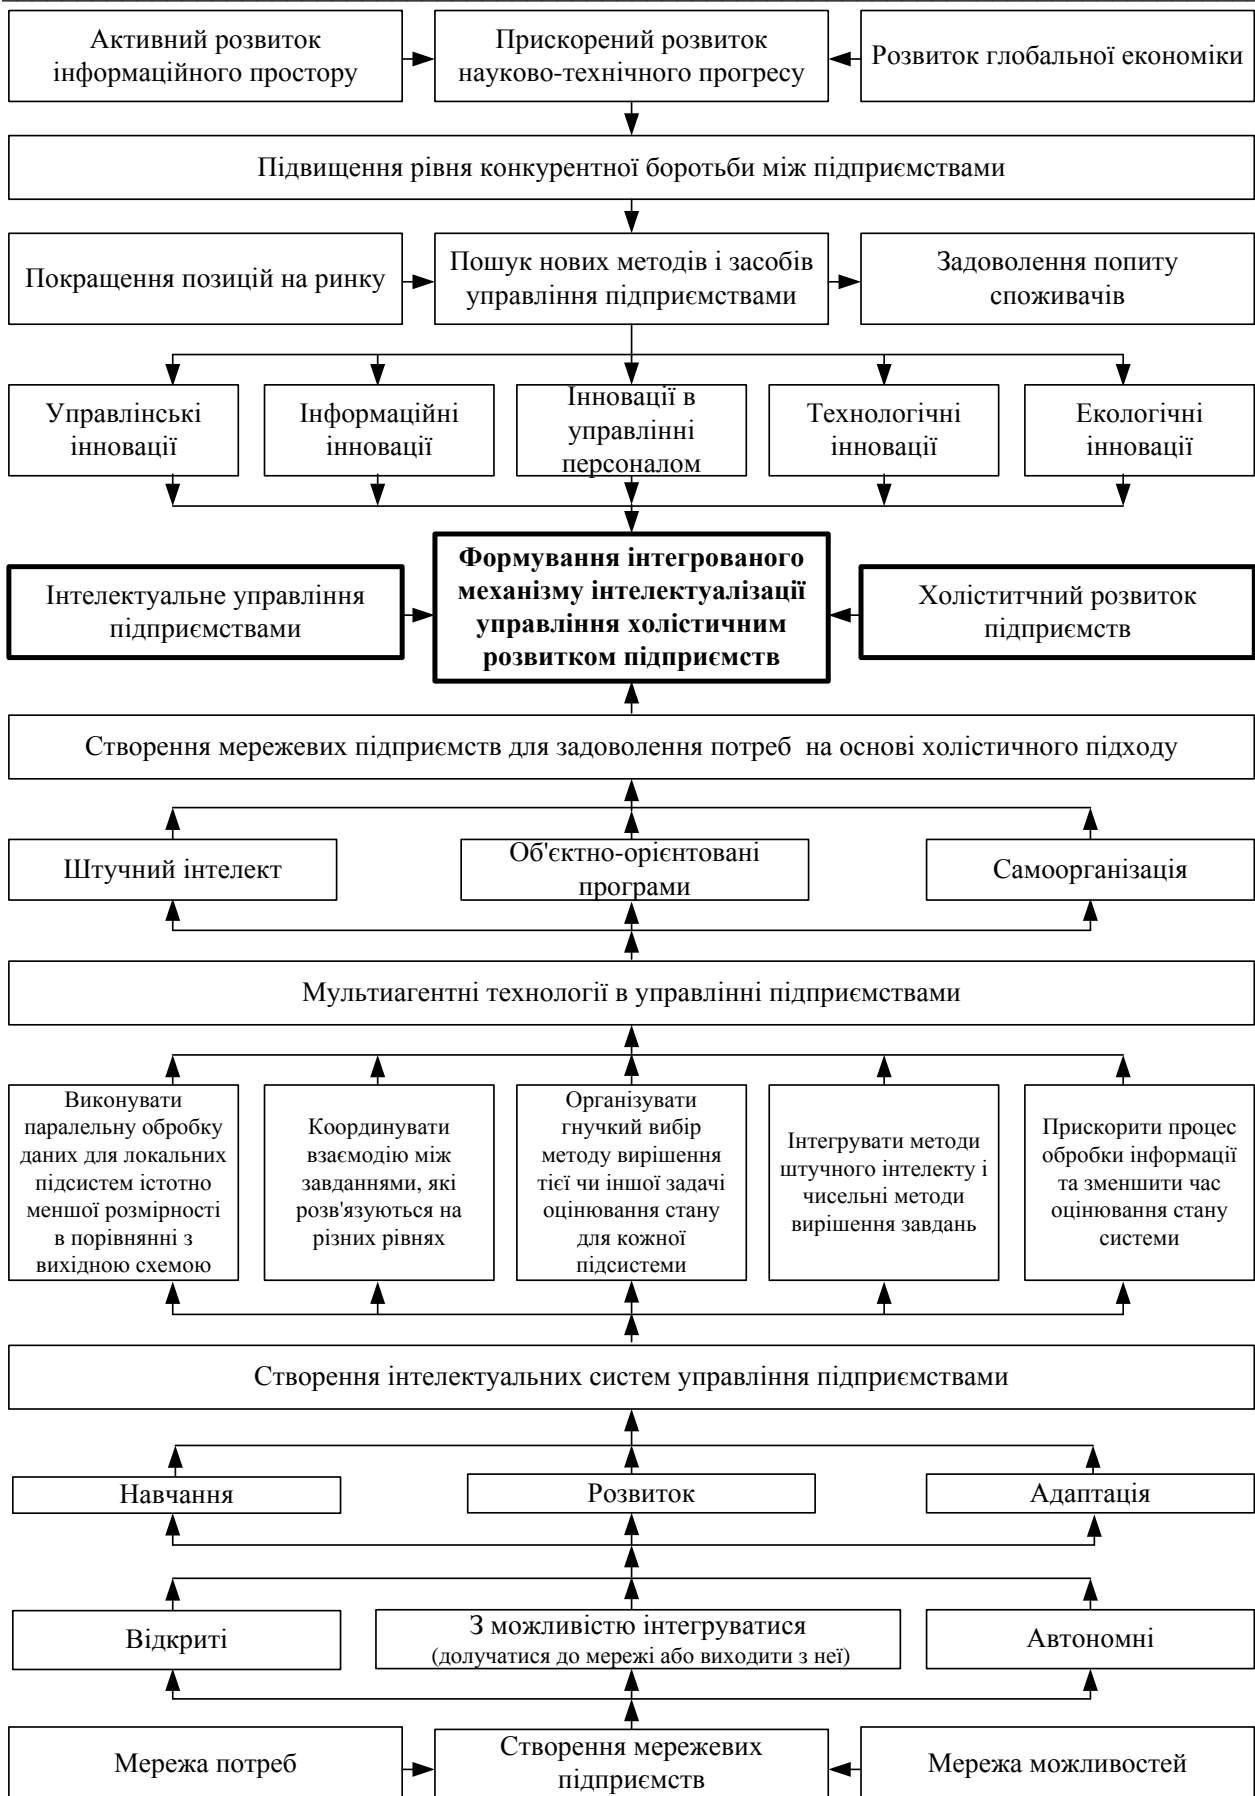 Активний розвиток
інформаційного простору
Прискорений розвиток
науково-технічного прогресу
Розвиток глобальної економіки
Підвищення рівня конкурентної боротьби між підприємствами
Покращення позицій на ринку
Пошук нових методів і засобів
управління підприємствами
Задоволення попиту
споживачів
Управлінські
інновації
Інформаційні
інновації
Інновації в
управлінні
персоналом
Технологічні
інновації
Екологічні
інновації
Інтелектуальне управління
підприємствами
Формування інтегрованого
механізму інтелектуалізації
управління холістичним
розвитком підприємств
Холіститчний розвиток
підприємств
Створення мережевих підприємств для задоволення потреб на основі холістичного підходу
Штучний інтелект
Об'єктно-орієнтовані
програми
Самоорганізація
Мультиагентні технології в управлінні підприємствами
Виконувати
паралельну обробку
даних для локальних
підсистем істотно
меншої розмірності
в порівнянні з
вихідною схемою
Координувати
взаємодію між
завданнями, які
розв'язуються на
різних рівнях
Організувати
гнучкий вибір
методу вирішення
тієї чи іншої задачі
оцінювання стану
для кожної
підсистеми
Інтегрувати методи
штучного інтелекту і
чисельні методи
вирішення завдань
Прискорити процес
обробки інформації
та зменшити час
оцінювання стану
системи
Створення інтелектуальних систем управління підприємствами
Навчання
Розвиток
Адаптація
Відкриті
З можливістю інтегруватися
(долучатися до мережі або виходити з неї)
Автономні
Мережа потреб
Створення мережевих
підприємств
Мережа можливостей